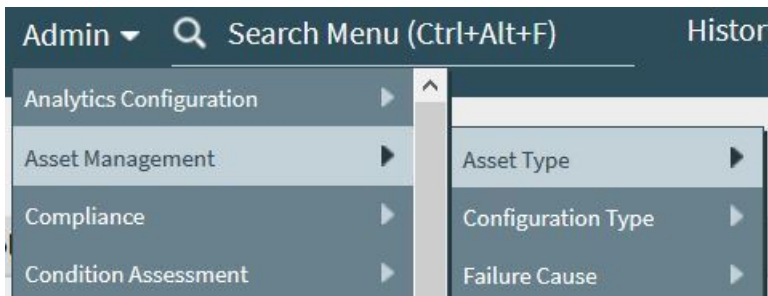 Admin Search Menu (Ctrl+Alt+F) Histor
Analytics Configuration
Asset Management Asset Type
Compliance Configuration Type
Condition Assessment Failure Cause